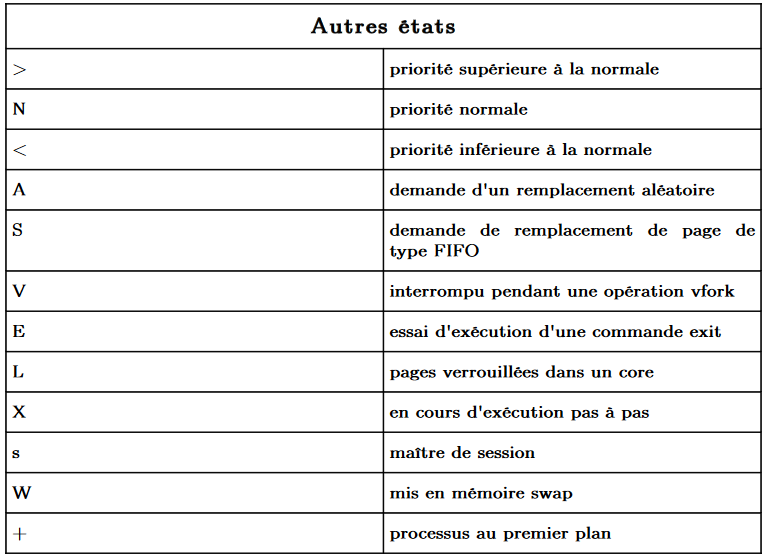 Autres états
> priorité supérieure à la normale
N priorité normale
< priorité inférieure à la normale
A demande d'un remplacement aléatoire
S demande de remplacement de page de
type FIFO
V interrompu pendant une opération vfork
E essai d'exécution d'une commande exit
L pages verrouillées dans un core
X en cours d'exécution pas à pas
s maître de session
W mis en mémoire swap
+ processus au premier plan